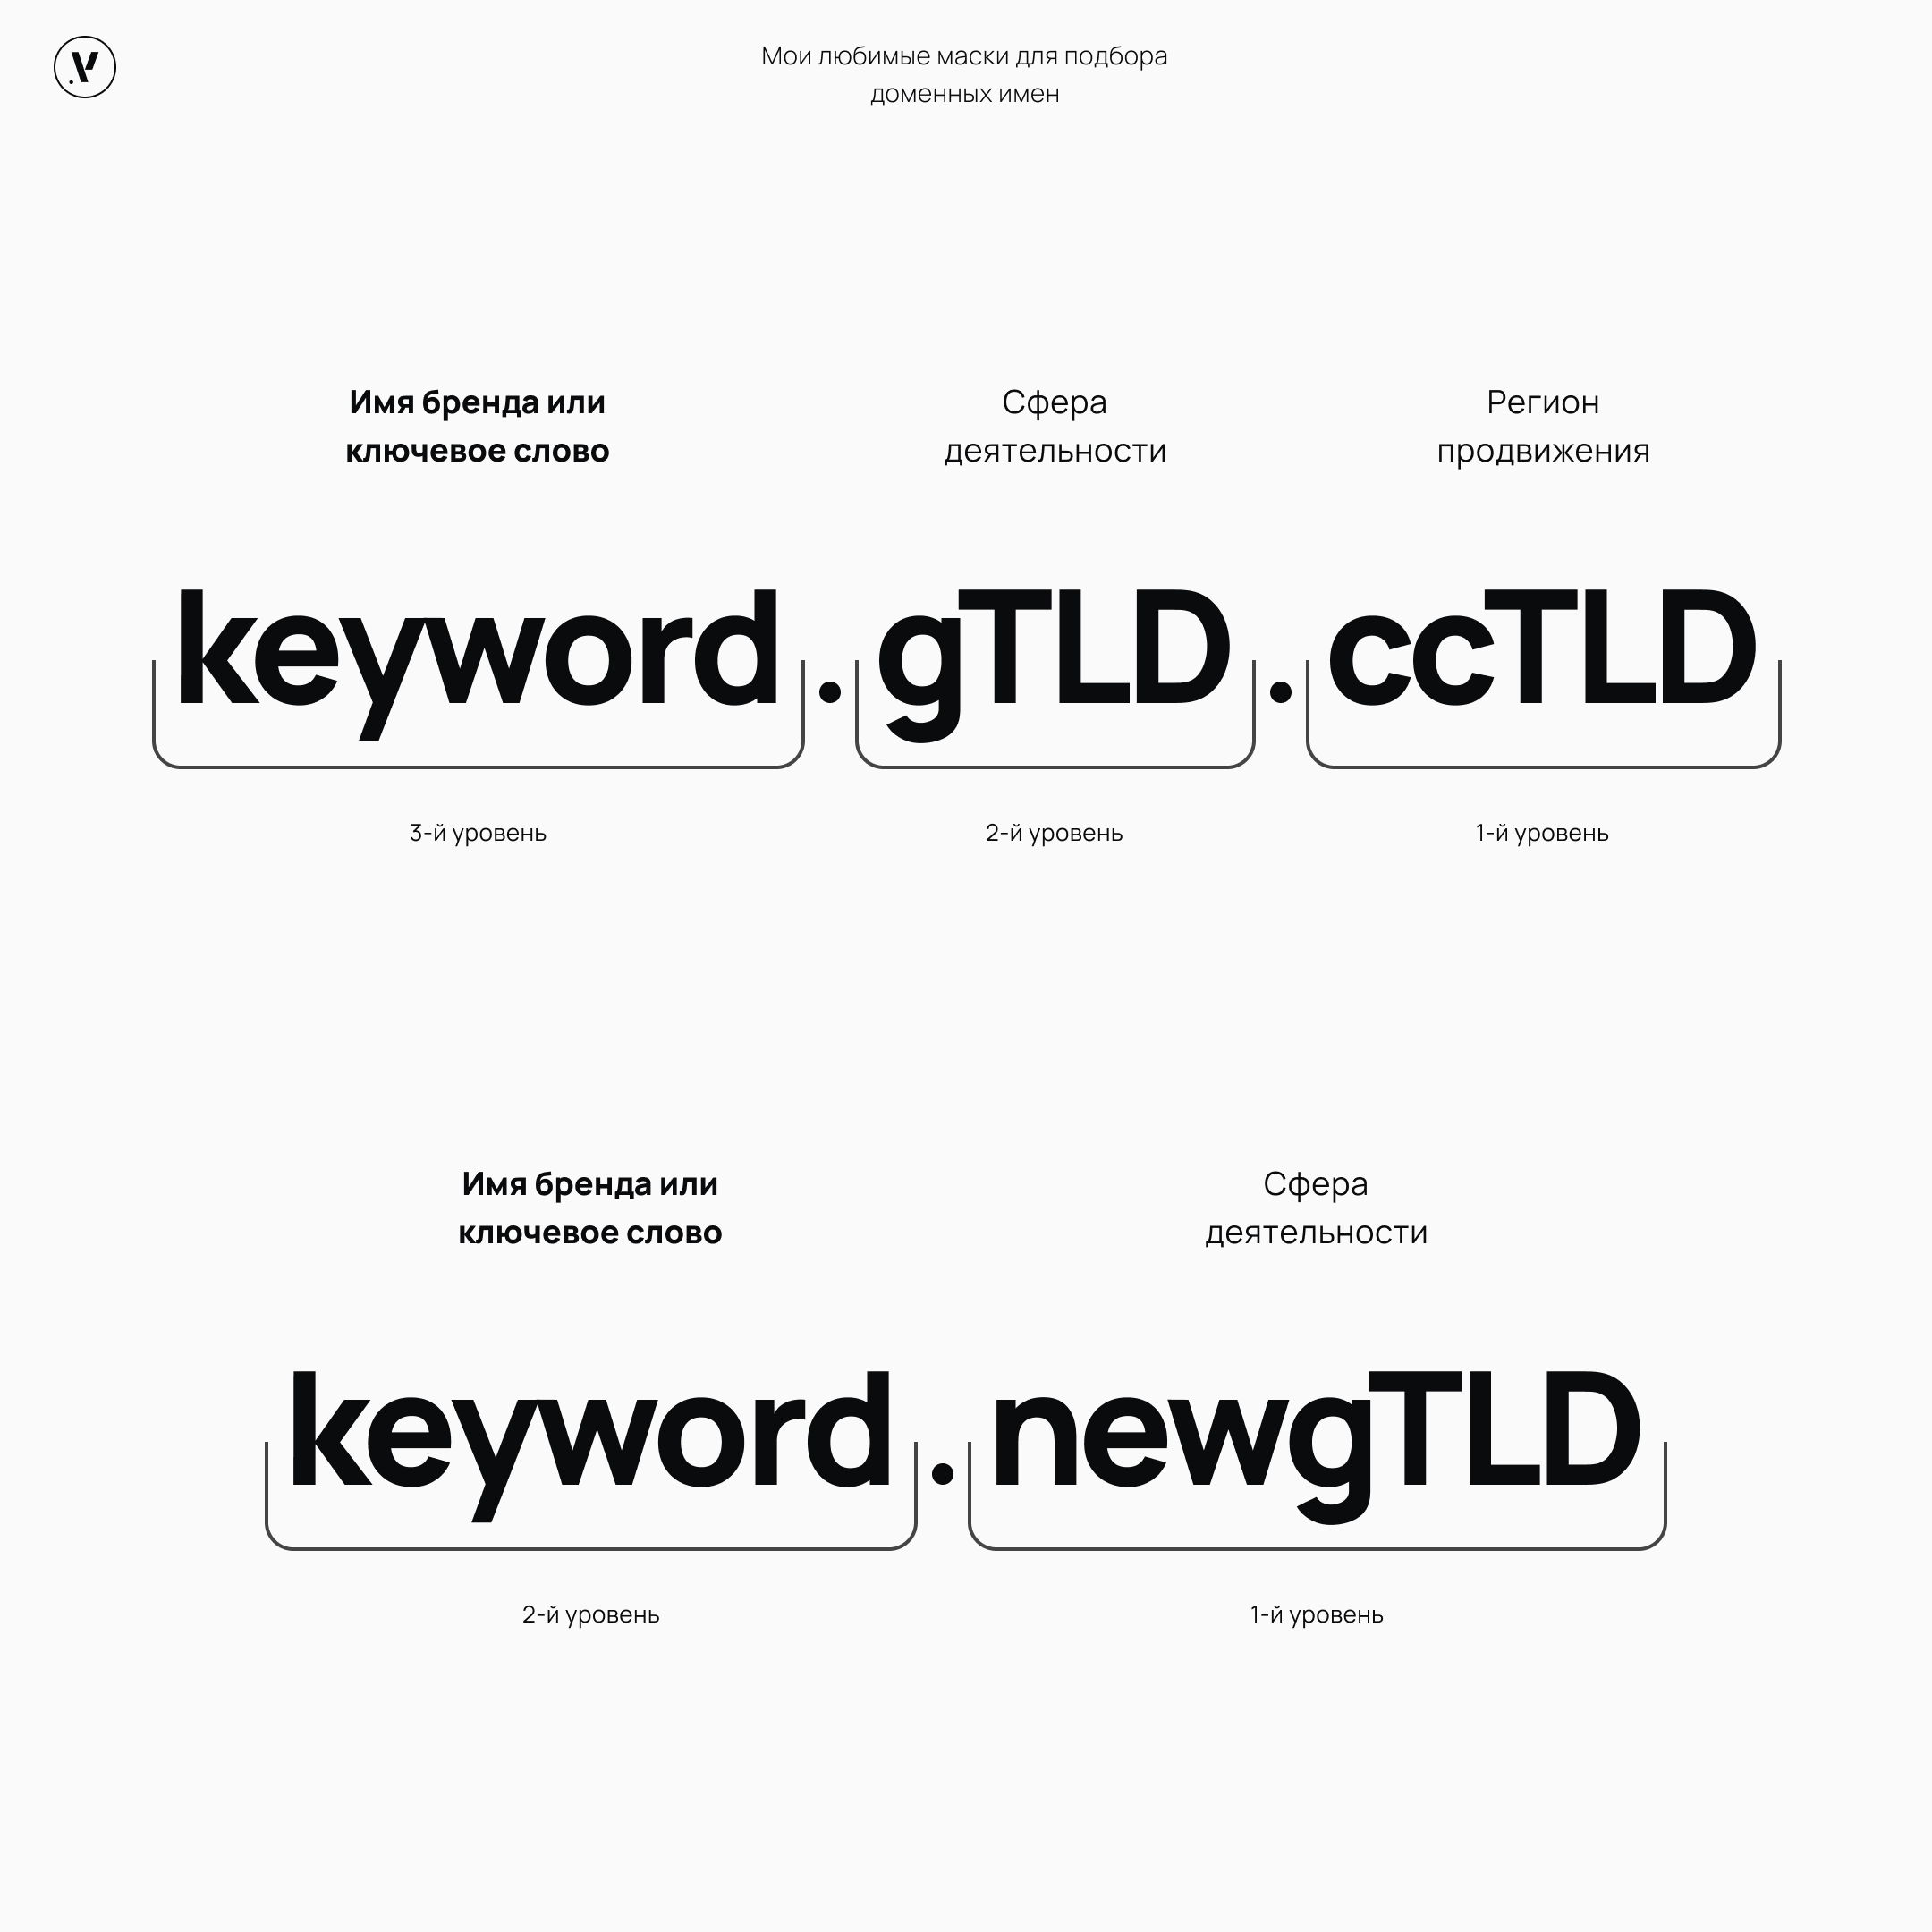 .V
Мои любимые маски для подбора
доменных имен
Имя бренда или
ключевое слово
Сфера
деятельности
Регион
продвижения
keyword . gTLD . ccTLD
3-й уровень
2-й уровень
1-й уровень
Имя бренда или
ключевое слово
Сфера
деятельности
keyword . newgTLD
2-й уровень
1-й уровень